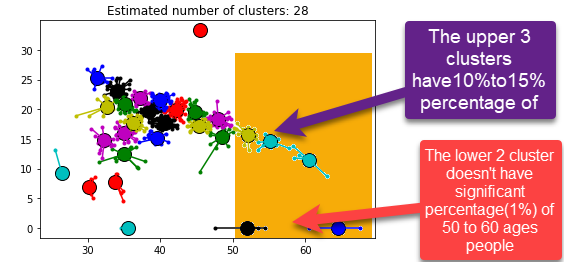 Estimated number of clusters: 28
The upper 3
clusters
have10%to15%
percentage of
35
30
25
20
15
10
5
0
30
40
50
60
The lower 2 cluster
doesn't have
significant
percentage(1%) of
50 to 60 ages
people